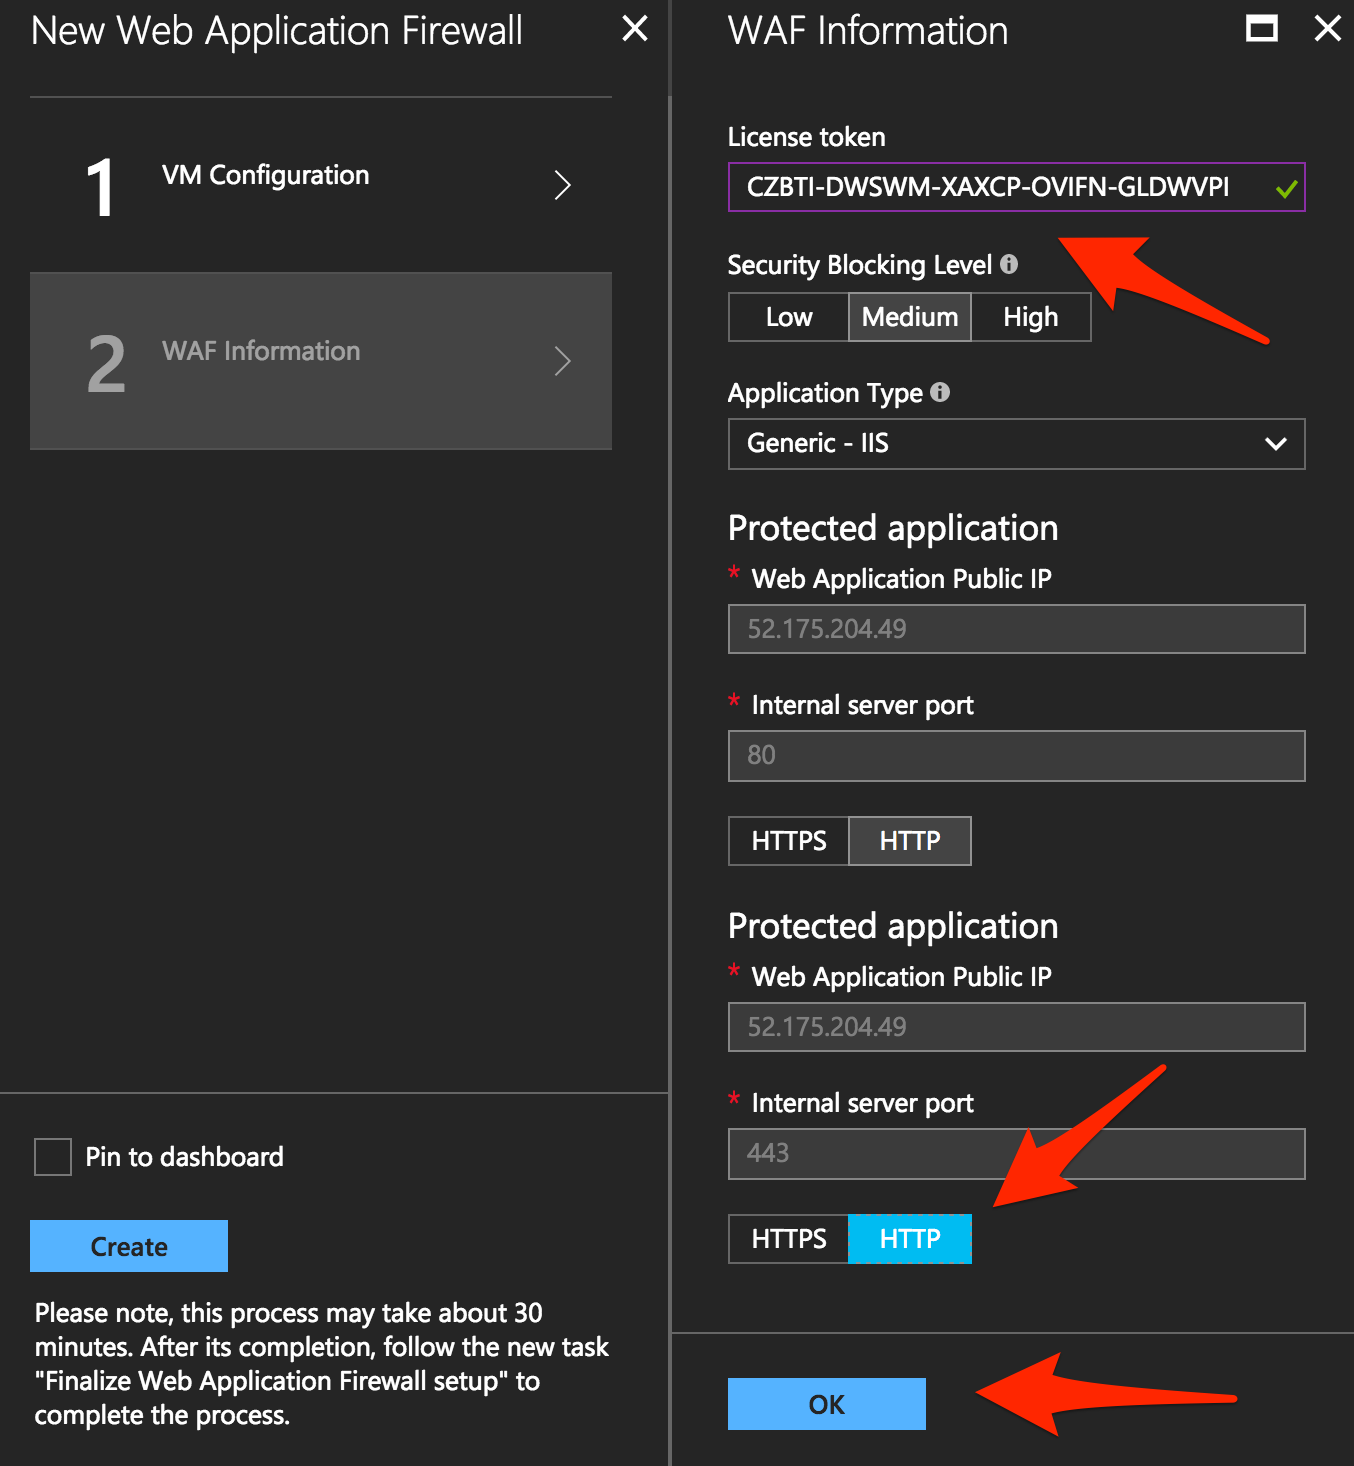 New Web Application Firewall
1
VM Configuration
2
WAF Information
Pin to dashboard
Create
Please note, this process may take about 30
minutes. After its completion, follow the new task
"Finalize Web Application Firewall setup" to
complete the process.
WAF Information
License token
CZBTI-DWSWM-XAXCP-OVIFN-GLDWVPI
Security Blocking Level
Low Medium High
Application Type
Generic - IIS
Protected application
* Web Application Public IP
52.175.204.49
* Internal server port
80
HTTPS HTTP
Protected application
* Web Application Public IP
52.175.204.49
* Internal server port
443
HTTPS HTTP
OK